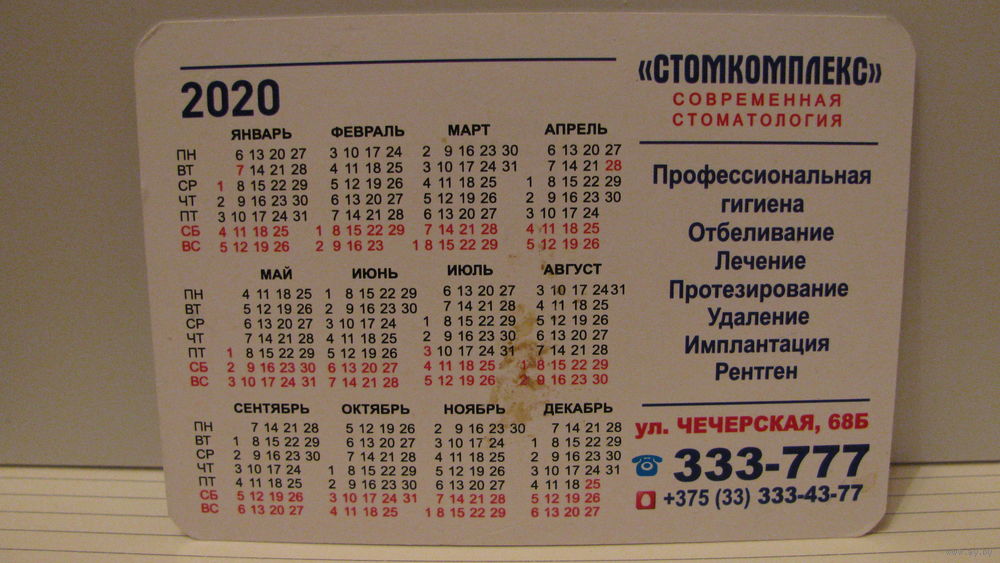 2020
ЯНВАРЬ ФЕВРАЛЬ МАРТ АПРЕЛЬ
ПН 6 13 20 27 3 10 17 24 2 9 16 23 30 6 13 20 27
ВТ 7 14 21 28 4 11 18 25 3 10 17 24 31 7 14 21 28
СР 1 8 15 22 29 5 12 19 26 4 11 18 25 1 8 15 22 29
ЧТ 2 9 16 23 30 6 13 20 27 5 12 19 26 2 9 16 23 30
ПТ 3 10 17 24 31 7 14 21 28 6 13 20 27 3 10 17 24
СБ 4 11 18 25 1 8 15 22 29 7 14 21 28 4 11 18 25
ВС 5 12 19 26 2 9 16 23 1 8 15 22 29 5 12 19 26
МАЙ ИЮНЬ ИЮЛЬ АВГУСТ
ПН 4 11 18 25 1 8 15 22 29 6 13 20 27 3 10 17 24 31
ВТ 5 12 19 26 2 9 16 23 30 7 14 21 28 4 11 18 25
СР 6 13 20 27 3 10 17 24 1 8 15 22 29 5 12 19 26
ЧТ 7 14 21 28 4 11 18 25 2 9 16 23 30 6 13 20 27
ПТ 1 8 15 22 29 5 12 19 26 3 10 17 24 31 7 14 21 28
СБ 2 9 16 23 30 6 13 20 27 4 11 18 25 1 8 15 22 29
ВС 3 10 17 24 31 7 14 21 28 5 12 19 26 2 9 16 23 30
СЕНТЯБРЬ ОКТЯБРЬ НОЯБРЬ ДЕКАБРЬ
ПН 7 14 21 28 5 12 19 26 2 9 16 23 30 7 14 21 28
ВТ 1 8 15 22 29 6 13 20 27 3 10 17 24 1 8 15 22 29
СР 2 9 16 23 30 7 14 21 28 4 11 18 25 2 9 16 23 30
ЧТ 3 10 17 24 1 8 15 22 29 5 12 19 26 3 10 17 24 31
ПТ 4 11 18 25 2 9 16 23 30 6 13 20 27 4 11 18 25
СБ 5 12 19 26 3 10 17 24 31 7 14 21 28 5 12 19 26
ВС 6 13 20 27 4 11 18 25 1 8 15 22 29 6 13 20 27
«СТОМКОМПЛЕКС»
СОВРЕМЕННАЯ
СТОМАТОЛОГИЯ
Профессиональная
гигиена
Отбеливание
Лечение
Протезирование
Удаление
Имплантация
Рентген
ул. ЧЕЧЕРСКАЯ, 68Б
333-777
+375 (33) 333-43-77